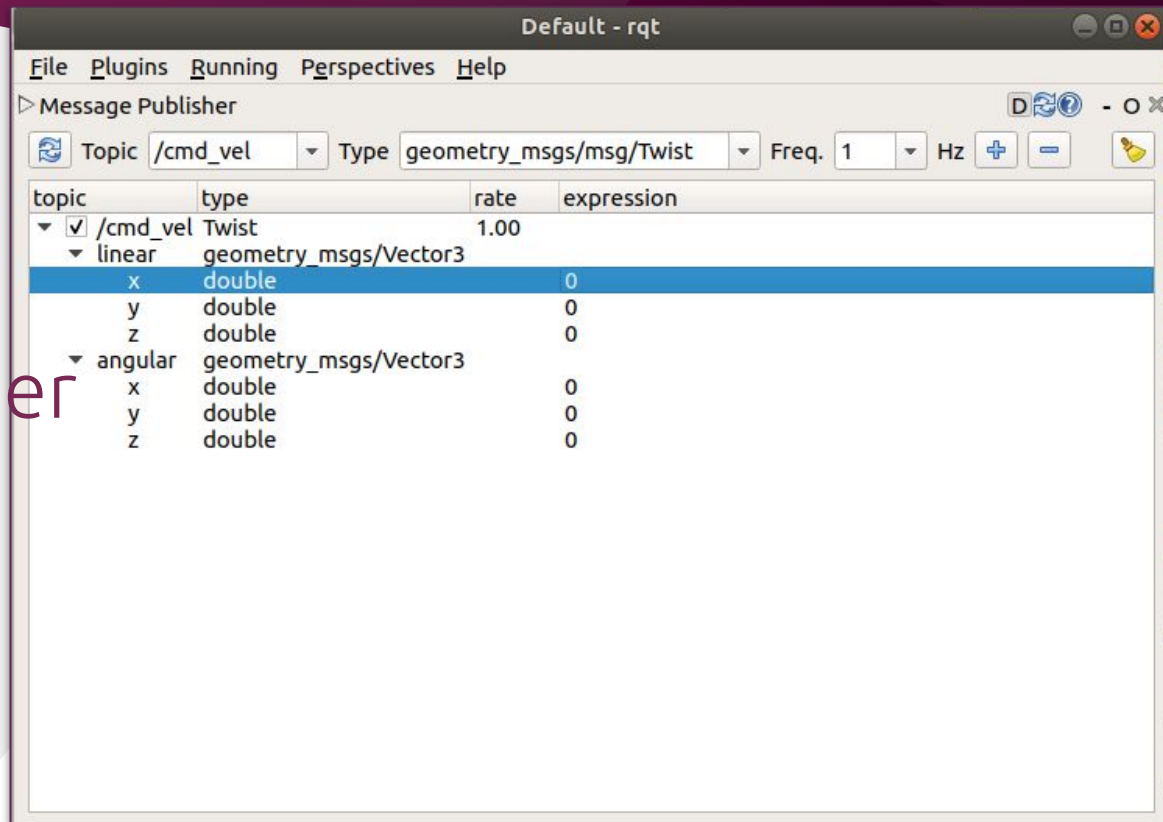 Default - rqt
File Plugins Running Perspectives Help
Message Publisher D - O
Topic /cmd_vel Type geometry_msgs/msg/Twist Freq. 1 Hz
topic type rate expression
/cmd_vel Twist 1.00
linear geometry_msgs/Vector3
x double 0
y double 0
z double 0
angular geometry_msgs/Vector3
er
x double 0
y double 0
z double 0